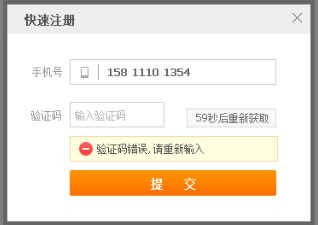 快速注册
手机号 158 1110 1354
验证码 输入验证码 59秒后重新获取
验证码错误,请重新输入
提 交